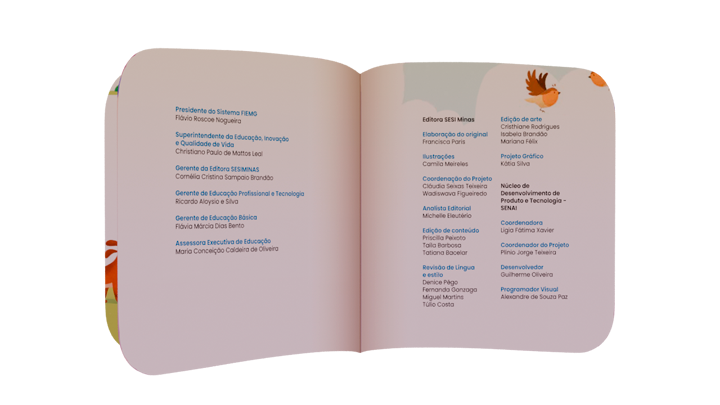 Presidente do Sistema FIEMG
Flávio Roscoe Nogueira
Superintendente da Educação, Inovação
e Qualidade de Vida
Christiano Paulo de Mattos Leal
Gerente da Editora SESIMINAS
Cornélia Cristina Sampaio Brandão
Gerente de Educação Profissional e Tecnologia
Ricardo Aloysio e Silva
Gerente de Educação Básica
Flávia Márcia Dias Bento
Assessora Executiva de Educação
Maria Conceição Caldeira de Oliveira
Editora SESI Minas
Elaboração do original
Francisca Paris
Ilustrações
Camila Meireles
Coordenação do Projeto
Cláudia Seixas Teixeira
Wadiswava Figueiredo
Analista Editorial
Michelle Eleutério
Edição de conteúdo
Priscilla Peixoto
Talla Barbosa
Tatiana Bacelar
Revisão de Língua
e estilo
Denice Pêgo
Fernanda Gonzaga
Miguel Martins
Túlio Costa
Edição de arte
Cristhiane Rodrigues
Isabela Brandão
Mariana Félix
Projeto Gráfico
Kátia Silva
Núcleo de
Desenvolvimento de
Produto e Tecnologia -
SENAI
Coordenadora
Lígia Fátima Xavier
Coordenador do Projeto
Plínio Jorge Teixeira
Desenvolvedor
Guilherme Oliveira
Programador Visual
Alexandre de Souza Paz